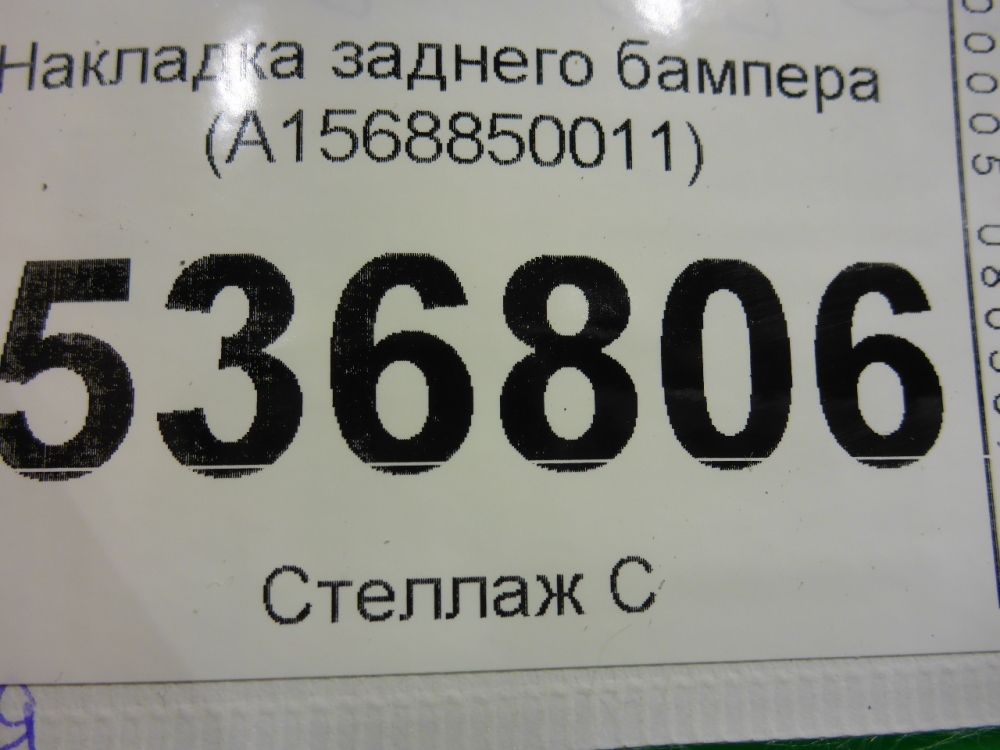 Накладка заднего бампера
(A1568850011)
536806
Стеллаж С